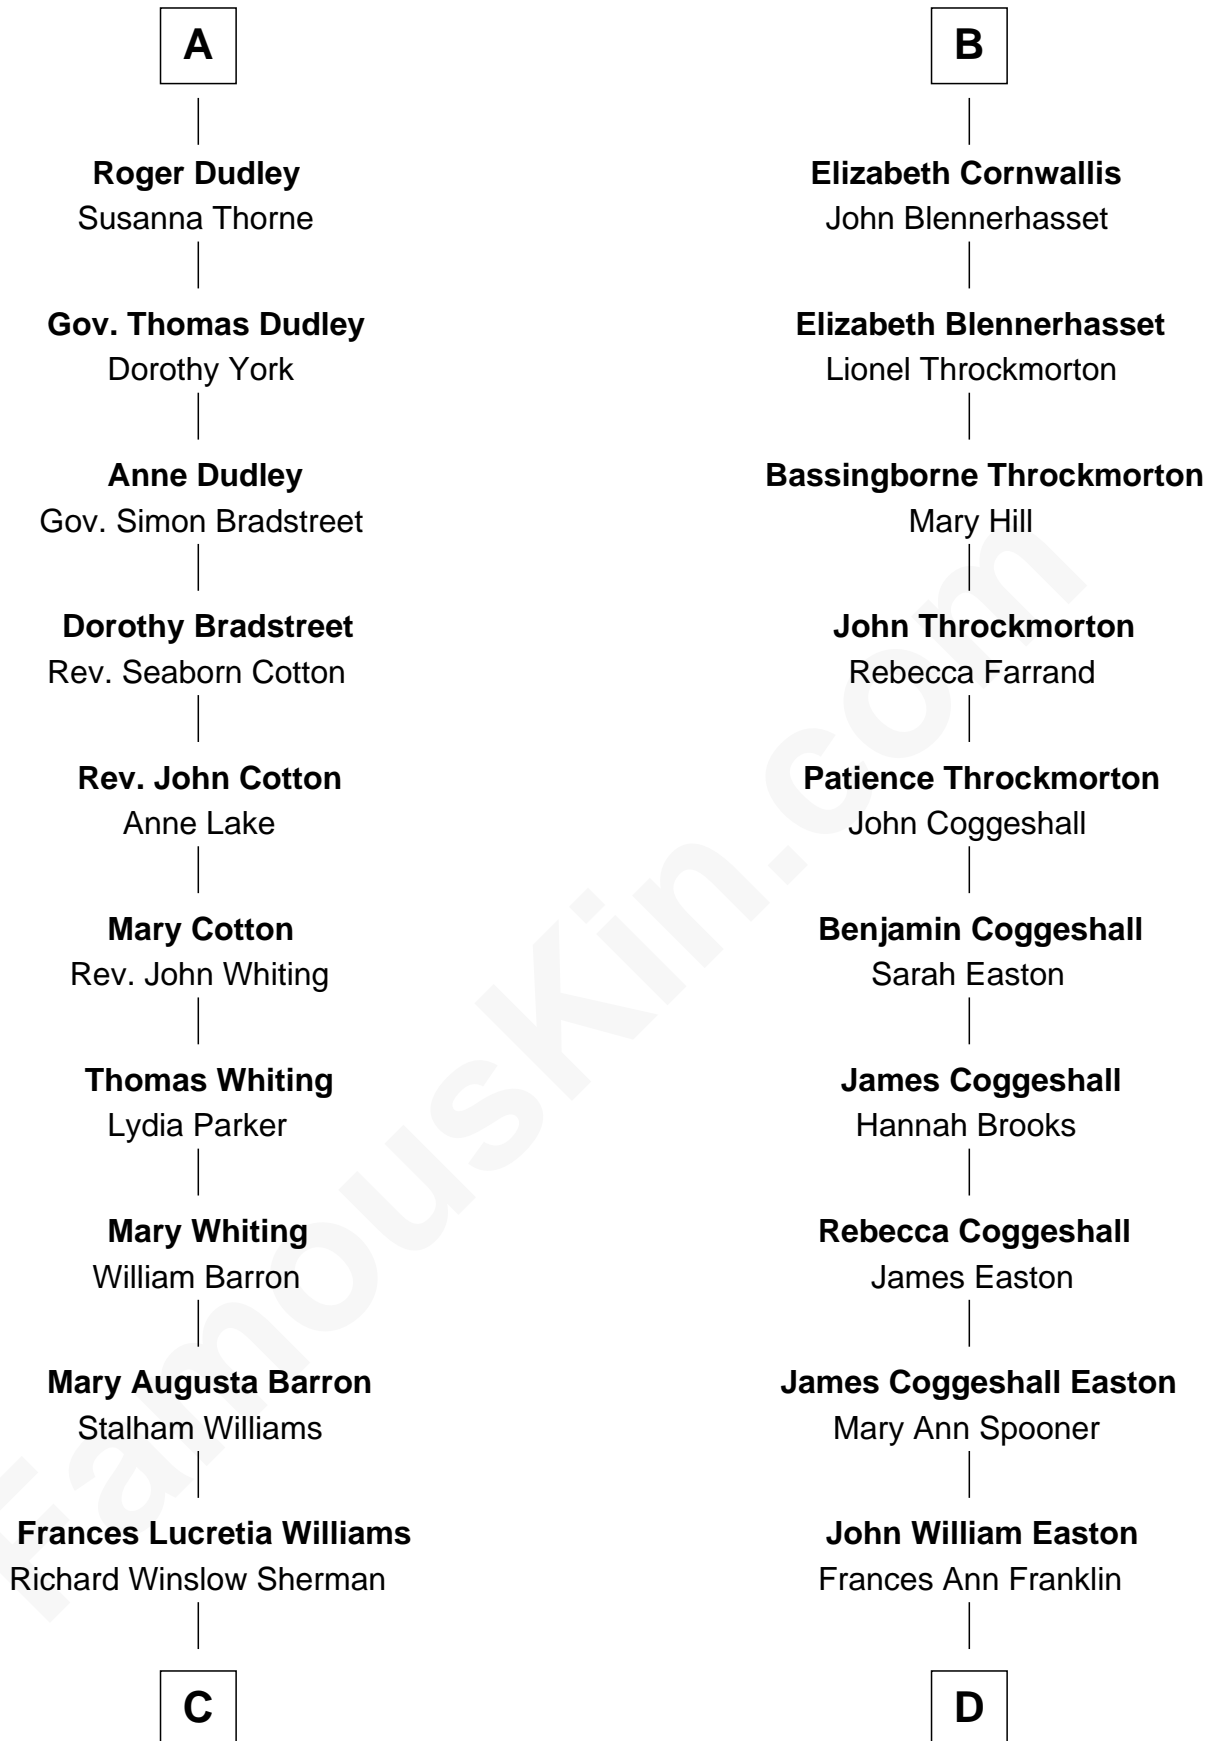 A
Roger Dudley
Susanna Thorne
Gov. Thomas Dudley
Dorothy York
Anne Dudley
Gov. Simon Bradstreet
Dorothy Bradstreet
Rev. Seaborn Cotton
Rev. John Cotton
Anne Lake
Mary Cotton
Rev. John Whiting
Thomas Whiting
Lydia Parker
Mary Whiting
William Barron
Mary Augusta Barron
Stalham Williams
Frances Lucretia Williams
Richard Winslow Sherman
C
B
Elizabeth Cornwallis
John Blennerhasset
Elizabeth Blennerhasset
Lionel Throckmorton
Bassingborne Throckmorton
Mary Hill
John Throckmorton
Rebecca Farrand
Patience Throckmorton
John Coggeshall
Benjamin Coggeshall
Sarah Easton
James Coggeshall
Hannah Brooks
Rebecca Coggeshall
James Easton
James Coggeshall Easton
Mary Ann Spooner
John William Easton
Frances Ann Franklin
D
FamousKin.com